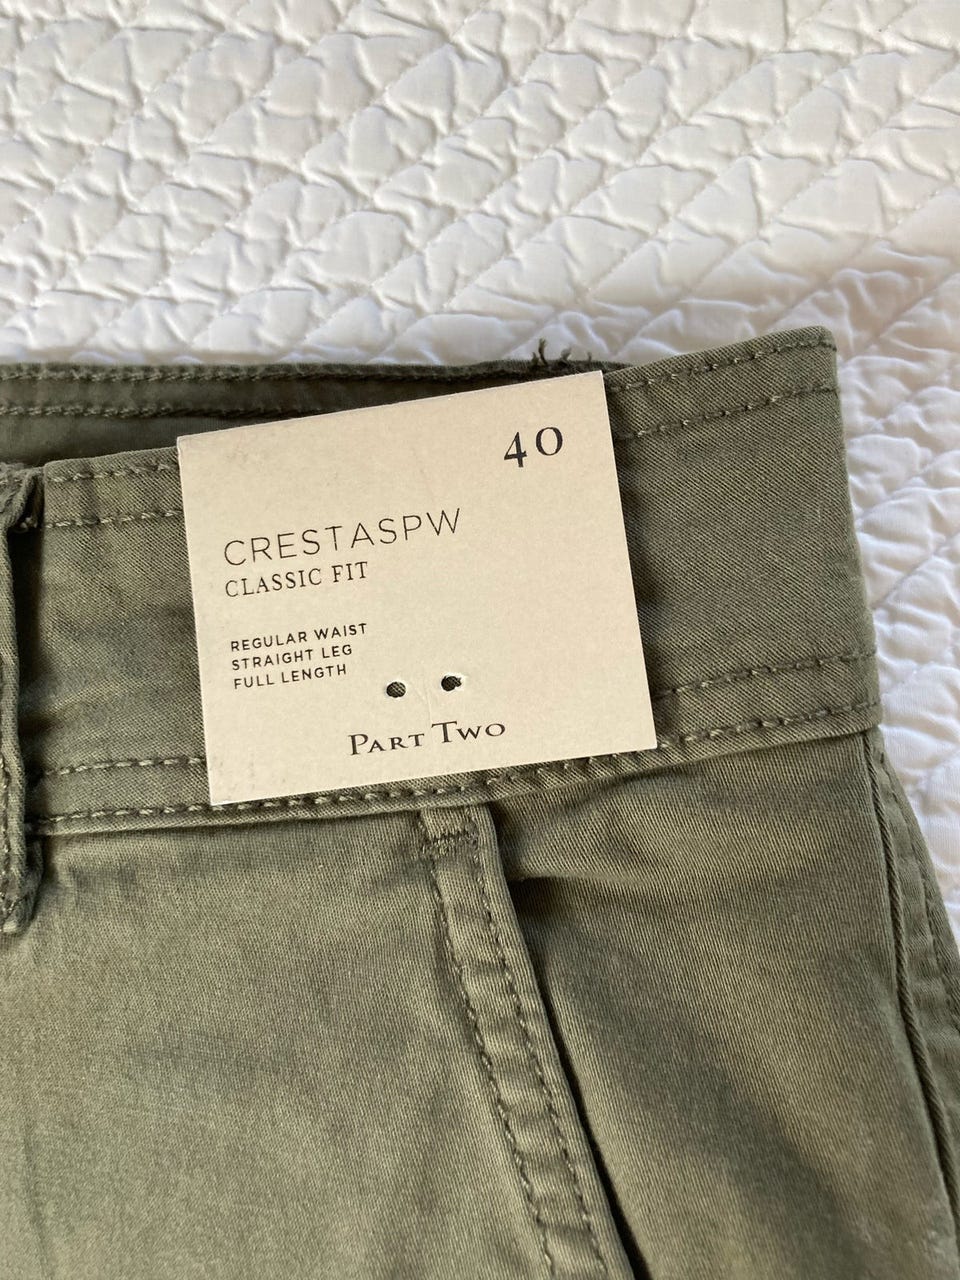 40
CRESTASPW
CLASSIC FIT
REGULAR WAIST
STRAIGHT LEG
FULL LENGTH
PART TWO